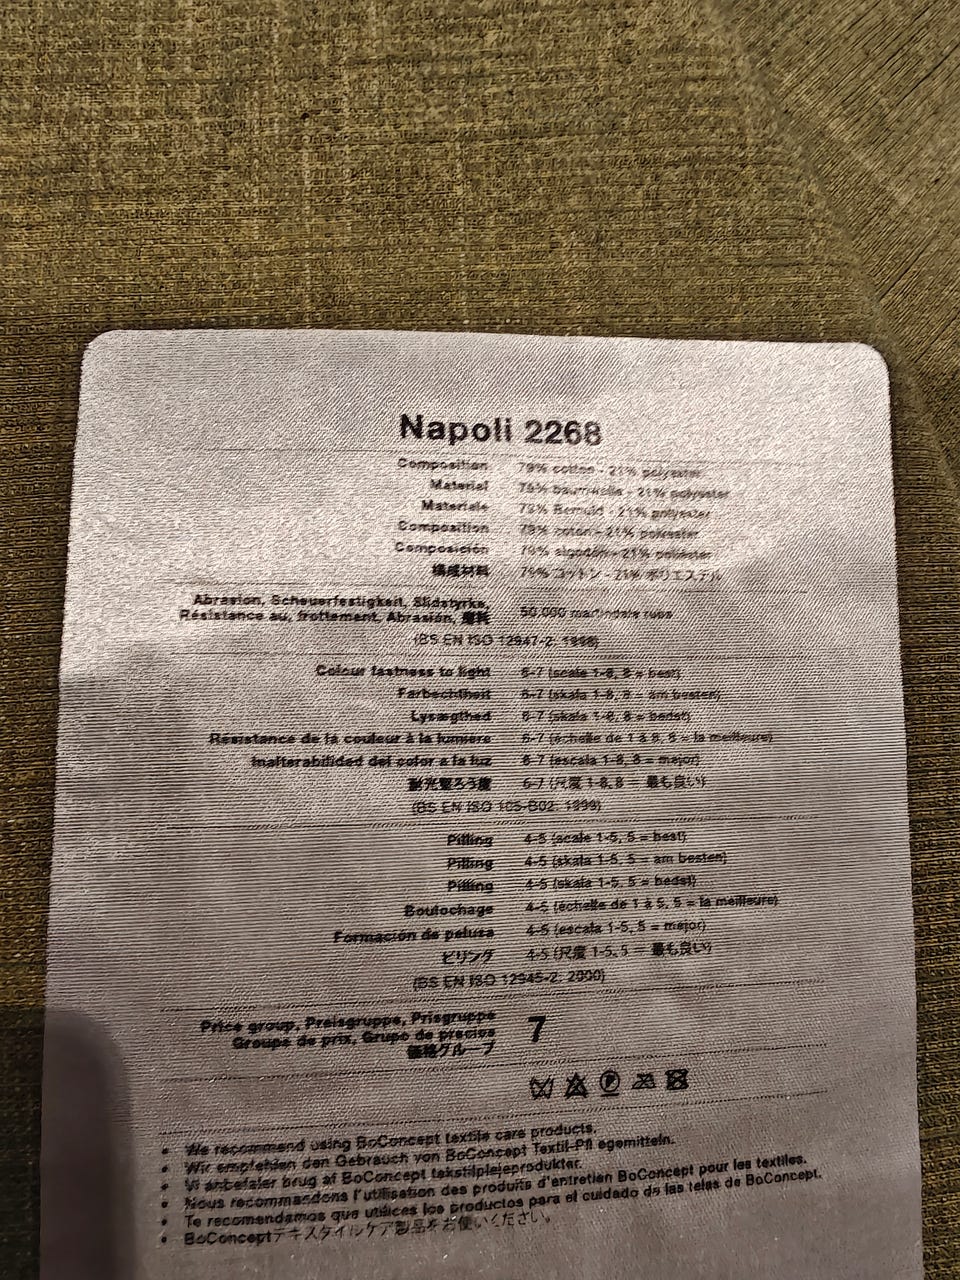 Napoli 2268
Composition 79% cotton - 21% polyester
Material 79% baumwolle - 21% polyester
Materiale 79% Bomuld - 21% polyester
Composition 79% coton - 21% polyester
Composición 79% algodón - 21% poliéster
構成材料 79% コットン - 21% ポリエステル
Abrasion, Scheuerfestigkeit, Slidstyrke,
Résistance au, frottement, Abrasión, 磨耗 50.000 martindale rubs
(BS EN ISO 12947-2: 1998)
Colour fastness to light 6-7 (scale 1-8, 8 = best)
Farbechtheit 6-7 (skala 1-8, 8 = am besten)
Lysægthed 6-7 (skala 1-8, 8 = bedst)
Résistance de la couleur à la lumiere 6-7 (échelle de 1 à 8, 8 = la meilleure)
Inalterabilidad del color a la luz 6-7 (escala 1-8, 8 = mejor)
耐光堅ろう度 6-7 (尺度 1-8,8 = 最も良い)
(BS EN ISO 105-B02: 1999)
Pilling 4-5 (scale 1-5, 5 = best)
Pilling 4-5 (skala 1-5, 5 = am besten)
Pilling 4-5 (skala 1-5, 5 = bedst)
Boulochage 4-5 (échelle de 1 à 5, 5 = la meilleure)
Formación de pelusa 4-5 (escala 1-5, 5 = mejor)
ピリング 4-5 (尺度 1-5, 5 = 最も良い)
(BS EN ISO 12945-2: 2000)
Price group, Preisgruppe, Prisgruppe
Groupe de prix, Grupo de precios 7
価格グループ
• We recommend using BoConcept textile care products.
• Wir empfehlen den Gebrauch von BoConcept Textil-Pfl egemitteln.
• Vi anbefaler brug af BoConcept tekstilplejeprodukter.
• Nous recommandons l'utilisation des produits d'entretien BoConcept pour les textiles.
• Te recomendamos que utilices los productos para el cuidado de las telas de BoConcept.
• BoConceptテキスタイルケア製品をお使いください。